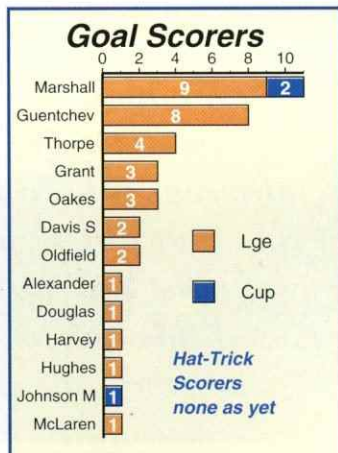 Goal Scorers
0 2 4 6 8 10
Marshall 9 2
Guentchev 8
Thorpe 4
Grant 3
Oakes 3
Davis S 2
Oldfield 2
Alexander 1
Douglas 1
Harvey 1
Hughes 1
Johnson M 1
McLaren 1
Lge
Cup
Hat-Trick
Scorers
none as yet